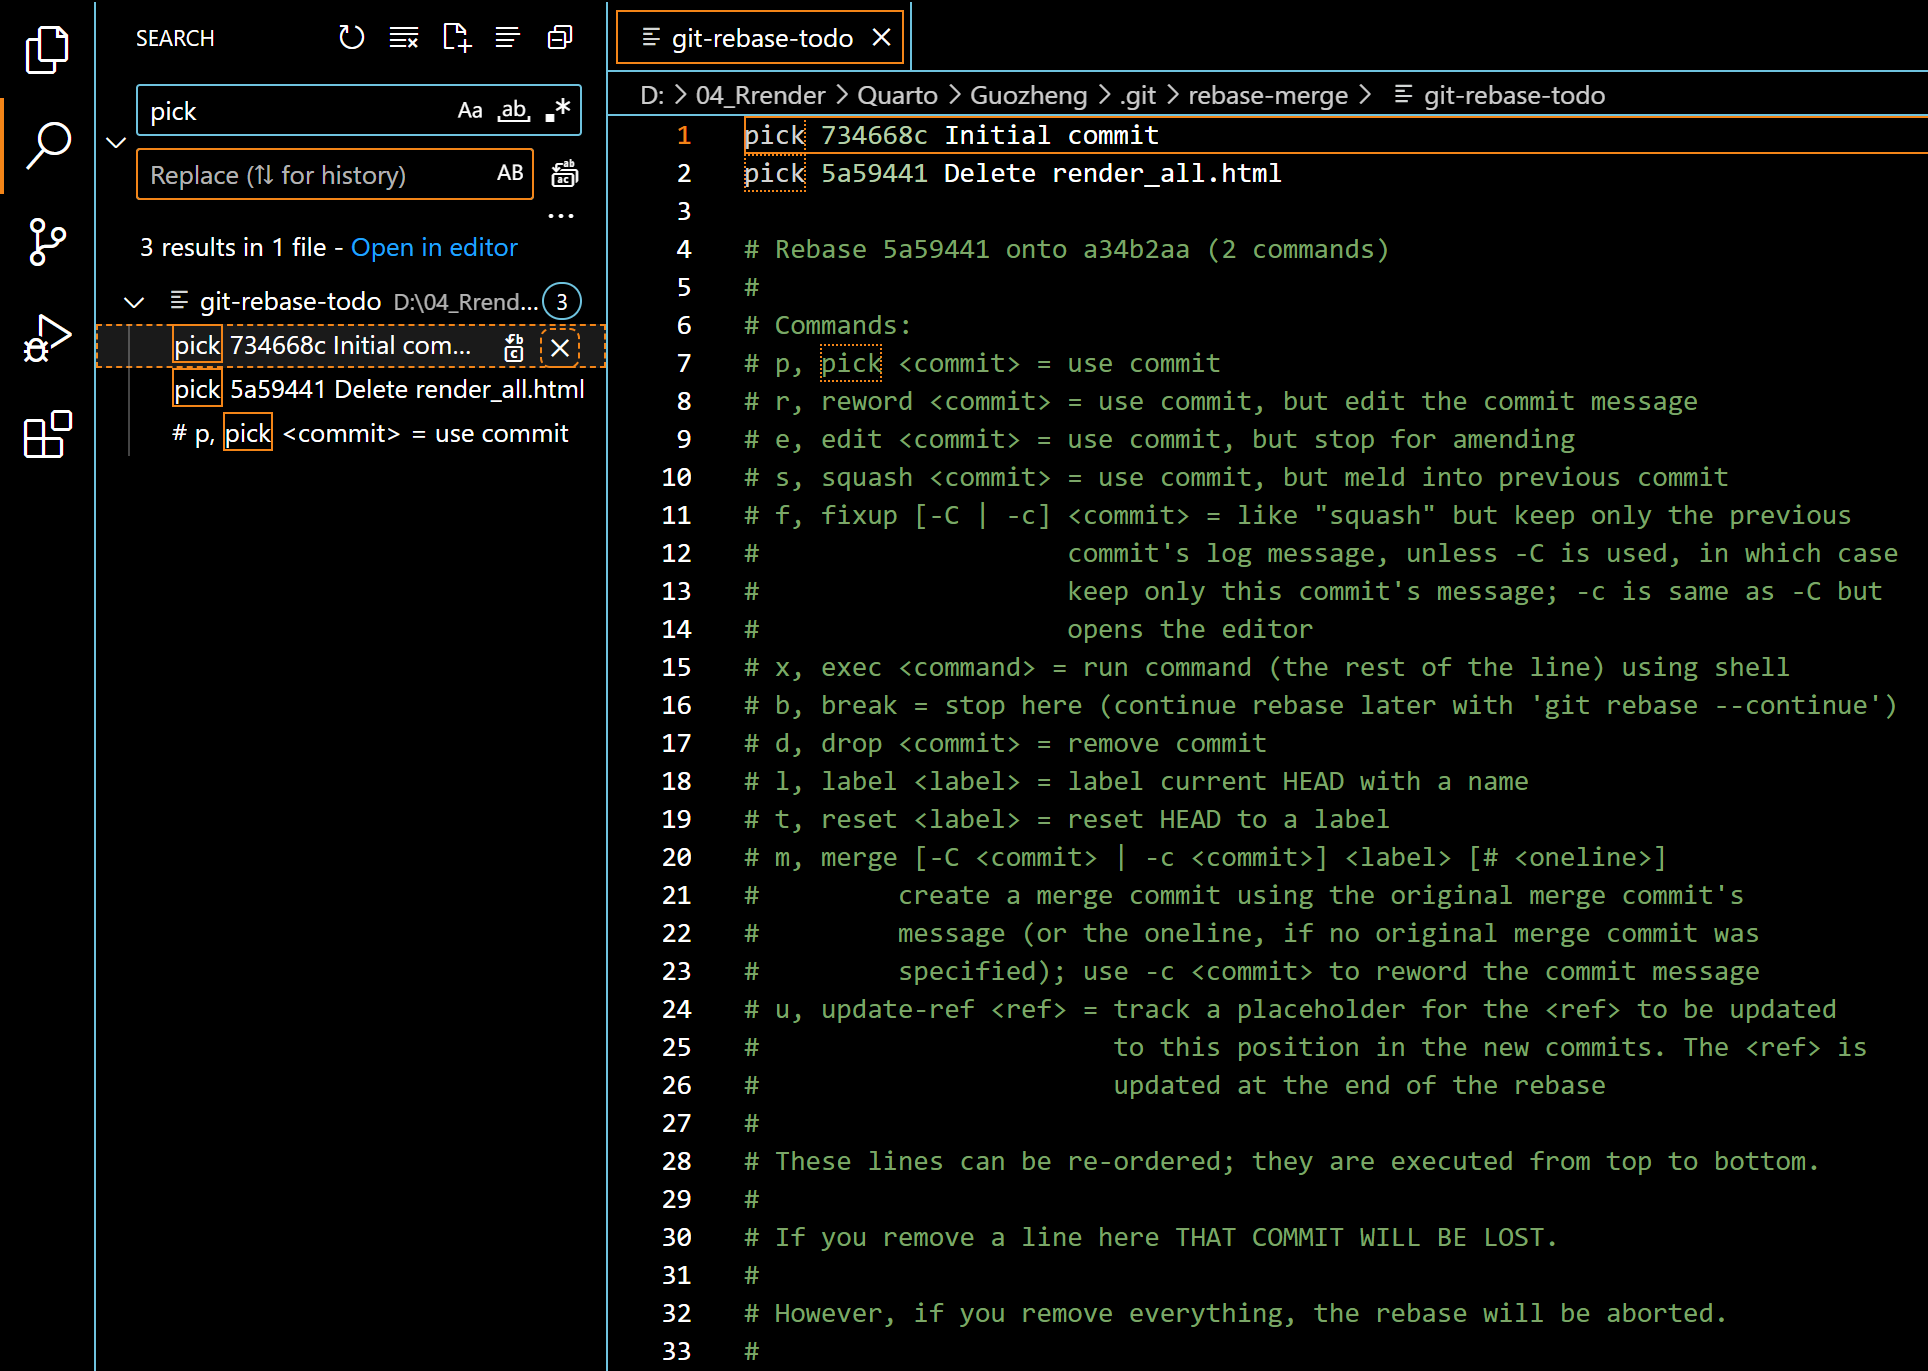 SEARCH
pick
Aa
ab
.*
Replace (⇅ for history)
AB
ab
ac
...
3 results in 1 file - Open in editor
git-rebase-todo D:\04_Rrend... 3
pick 734668c Initial com...
b
c
pick 5a59441 Delete render_all.html
# p, pick <commit> = use commit
git-rebase-todo
D: > 04_Rrender > Quarto > Guozheng > .git > rebase-merge > git-rebase-todo
1 pick 734668c Initial commit
2 pick 5a59441 Delete render_all.html
3
4 # Rebase 5a59441 onto a34b2aa (2 commands)
5 #
6 # Commands:
7 # p, pick <commit> = use commit
8 # r, reword <commit> = use commit, but edit the commit message
9 # e, edit <commit> = use commit, but stop for amending
10 # s, squash <commit> = use commit, but meld into previous commit
11 # f, fixup [-C | -c] <commit> = like "squash" but keep only the previous
12 #                    commit's log message, unless -C is used, in which case
13 #                    keep only this commit's message; -c is same as -C but
14 #                    opens the editor
15 # x, exec <command> = run command (the rest of the line) using shell
16 # b, break = stop here (continue rebase later with 'git rebase --continue')
17 # d, drop <commit> = remove commit
18 # l, label <label> = label current HEAD with a name
19 # t, reset <label> = reset HEAD to a label
20 # m, merge [-C <commit> | -c <commit>] <label> [# <oneline>]
21 #         create a merge commit using the original merge commit's
22 #         message (or the oneline, if no original merge commit was
23 #         specified); use -c <commit> to reword the commit message
24 # u, update-ref <ref> = track a placeholder for the <ref> to be updated
25 #                       to this position in the new commits. The <ref> is
26 #                       updated at the end of the rebase
27 #
28 # These lines can be re-ordered; they are executed from top to bottom.
29 #
30 # If you remove a line here THAT COMMIT WILL BE LOST.
31 #
32 # However, if you remove everything, the rebase will be aborted.
33 #